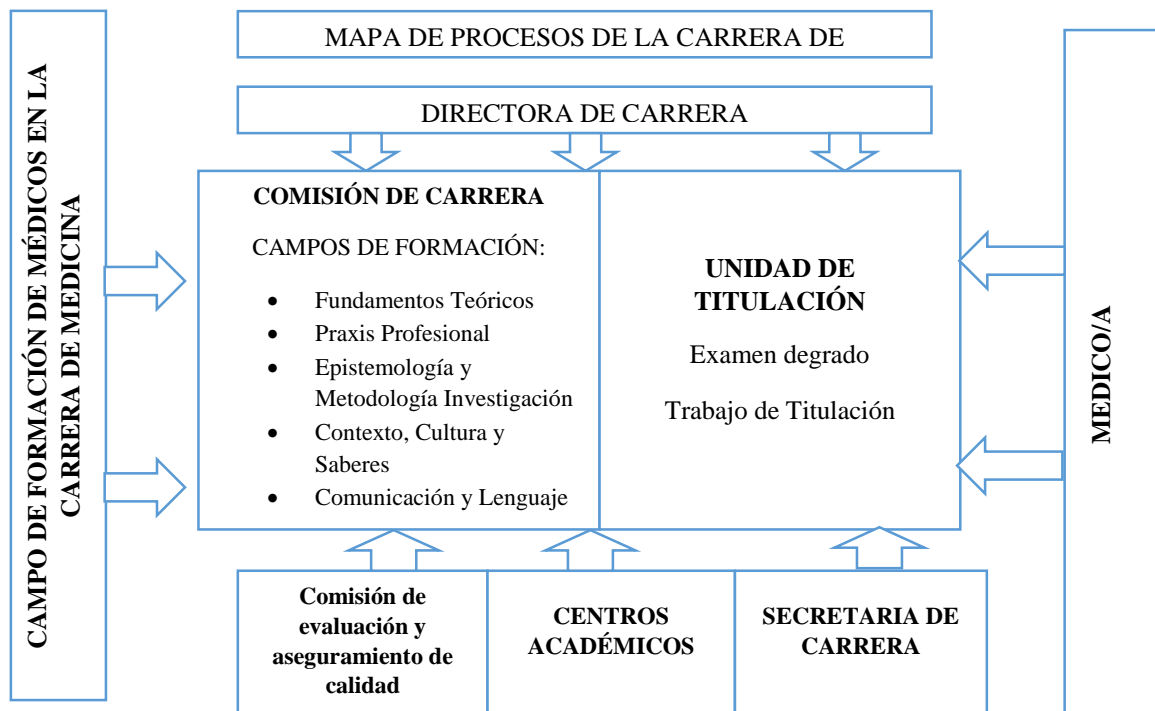 MAPA DE PROCESOS DE LA CARRERA DE
DIRECTORA DE CARRERA
CAMPO DE FORMACIÓN DE MÉDICOS EN LA
CARRERA DE MEDICINA
COMISIÓN DE CARRERA
CAMPOS DE FORMACIÓN:
• Fundamentos Teóricos
• Praxis Profesional
• Epistemología y
Metodología Investigación
• Contexto, Cultura y
Saberes
• Comunicación y Lenguaje
UNIDAD DE
TITULACIÓN
Examen degrado
Trabajo de Titulación
MEDICO/A
Comisión de
evaluación y
aseguramiento de
calidad
CENTROS
ACADÉMICOS
SECRETARIA DE
CARRERA